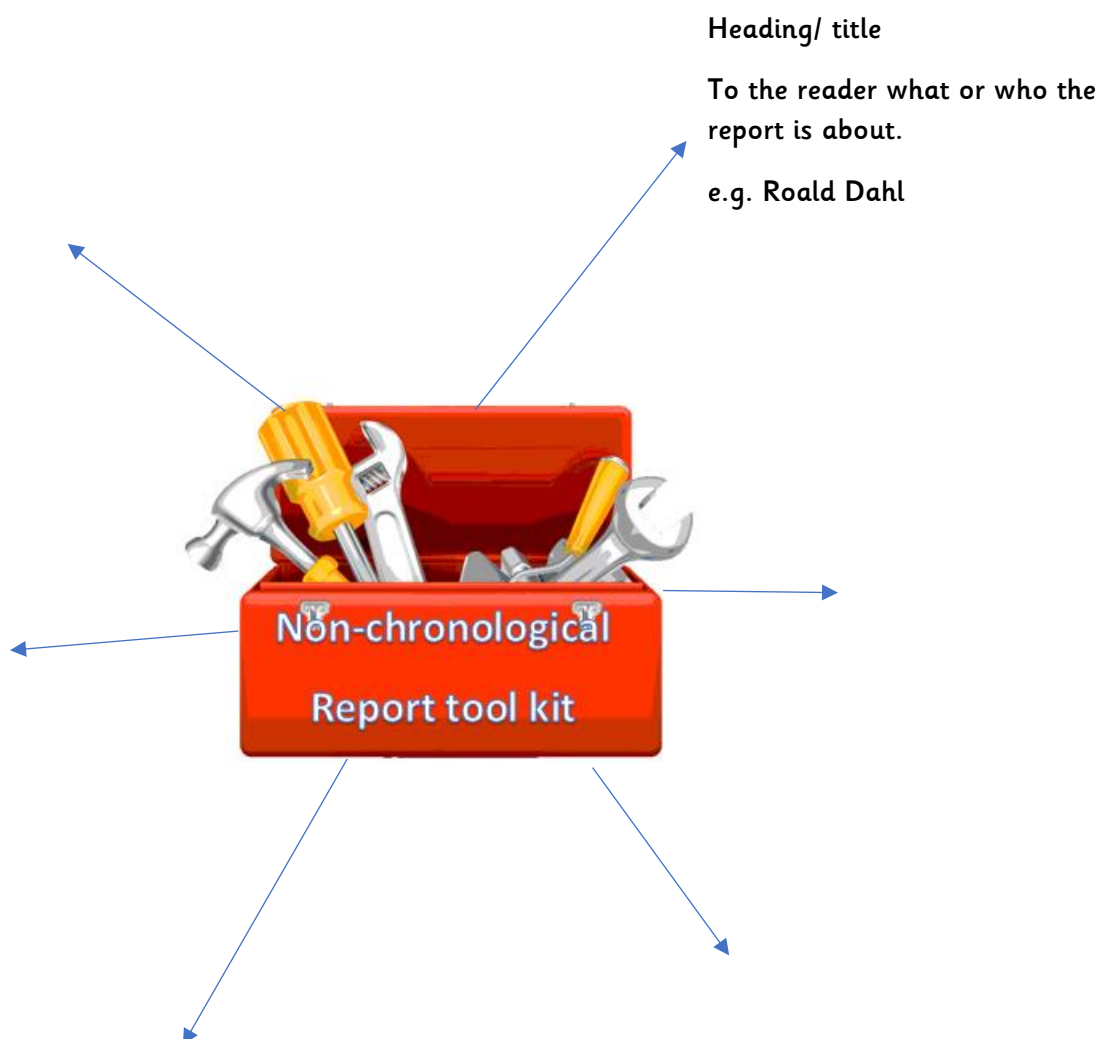 Heading/ title
To the reader what or who the
report is about.
e.g. Roald Dahl
Non-chronological
Report tool kit